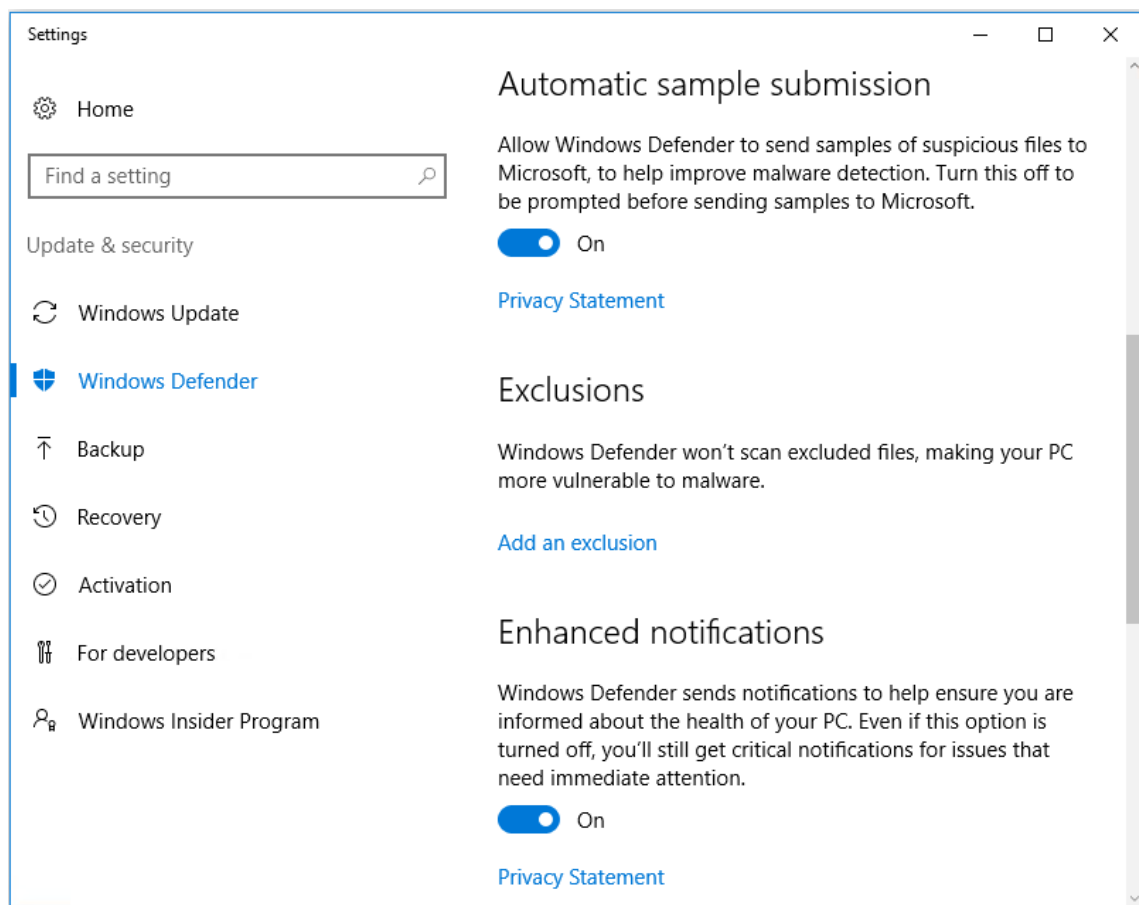 Settings
Home
Find a setting
Update & security
Windows Update
Windows Defender
Backup
Recovery
Activation
For developers
Windows Insider Program
Automatic sample submission
Allow Windows Defender to send samples of suspicious files to
Microsoft, to help improve malware detection. Turn this off to
be prompted before sending samples to Microsoft.
On
Privacy Statement
Exclusions
Windows Defender won’t scan excluded files, making your PC
more vulnerable to malware.
Add an exclusion
Enhanced notifications
Windows Defender sends notifications to help ensure you are
informed about the health of your PC. Even if this option is
turned off, you’ll still get critical notifications for issues that
need immediate attention.
On
Privacy Statement